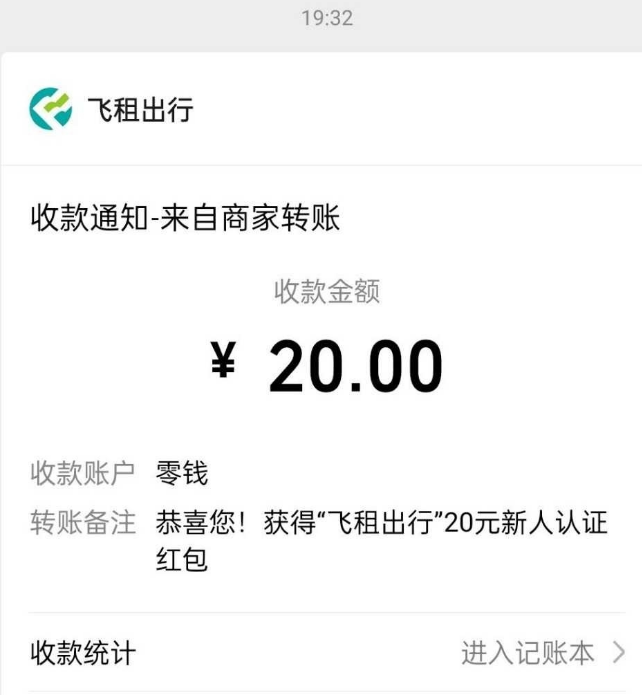 19:32
飞租出行
收款通知-来自商家转账
收款金额
¥ 20.00
收款账户 零钱
转账备注 恭喜您！获得“飞租出行”20元新人认证
红包
收款统计 进入记账本 >